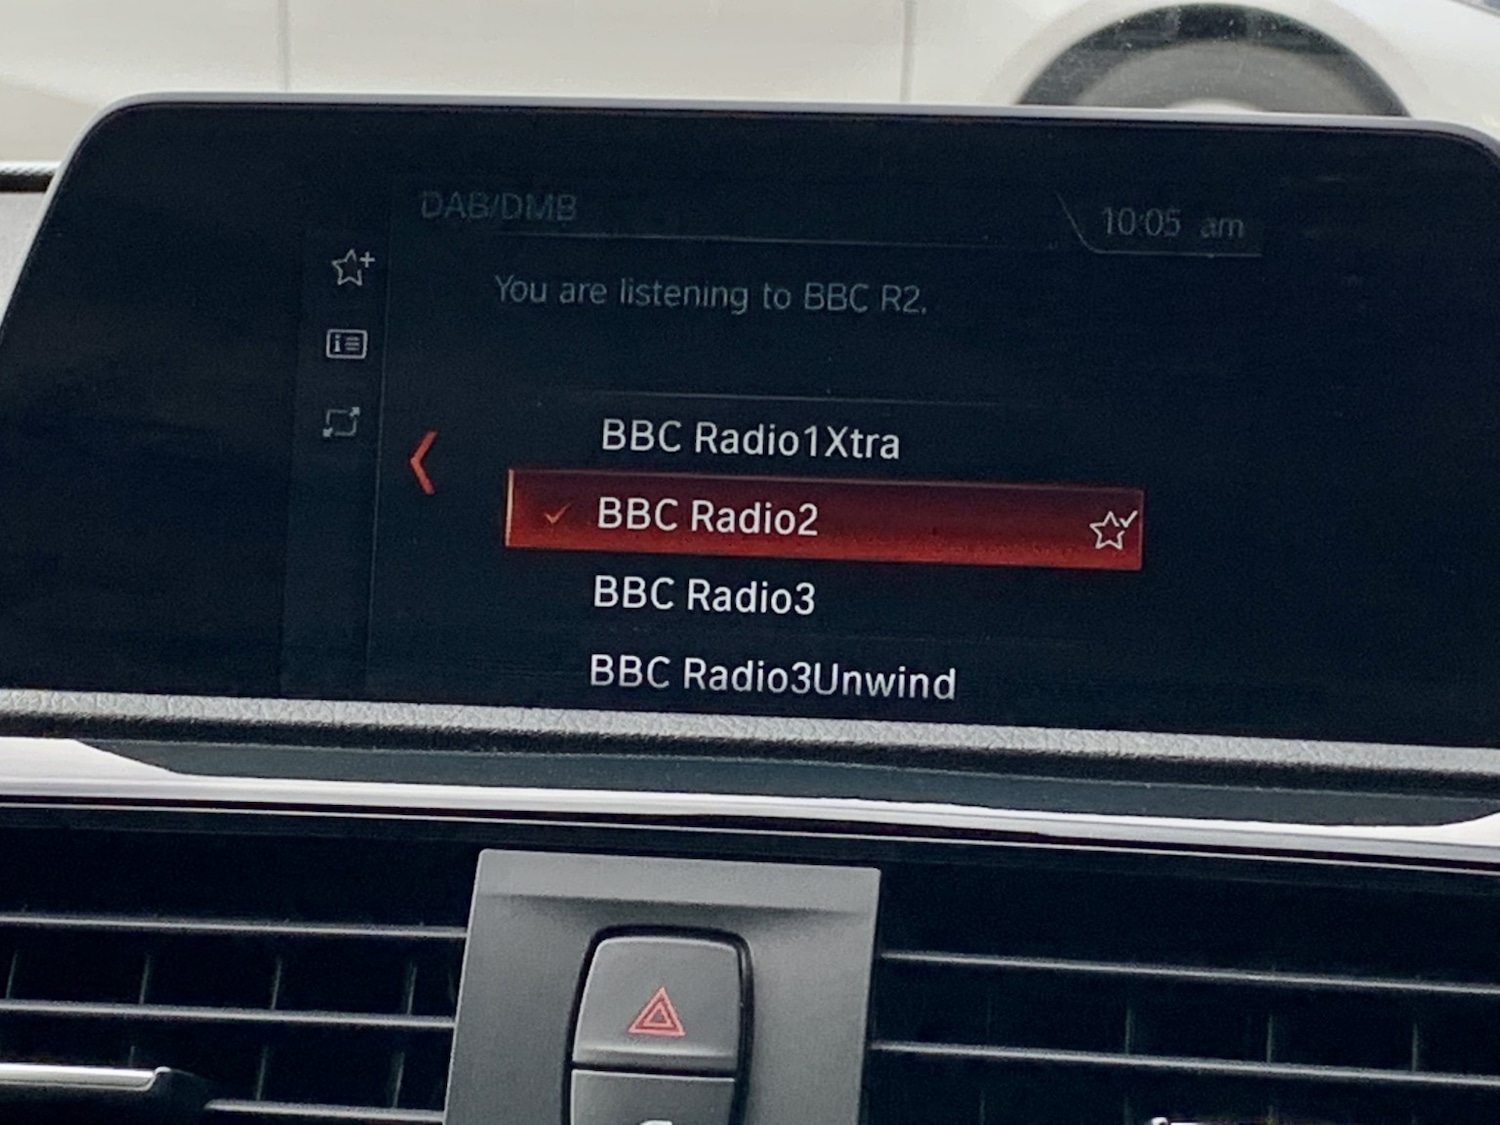 DAB/DMB
10:05 am
You are listening to BBC R2.
BBC Radio1Xtra
BBC Radio2
BBC Radio3
BBC Radio3Unwind